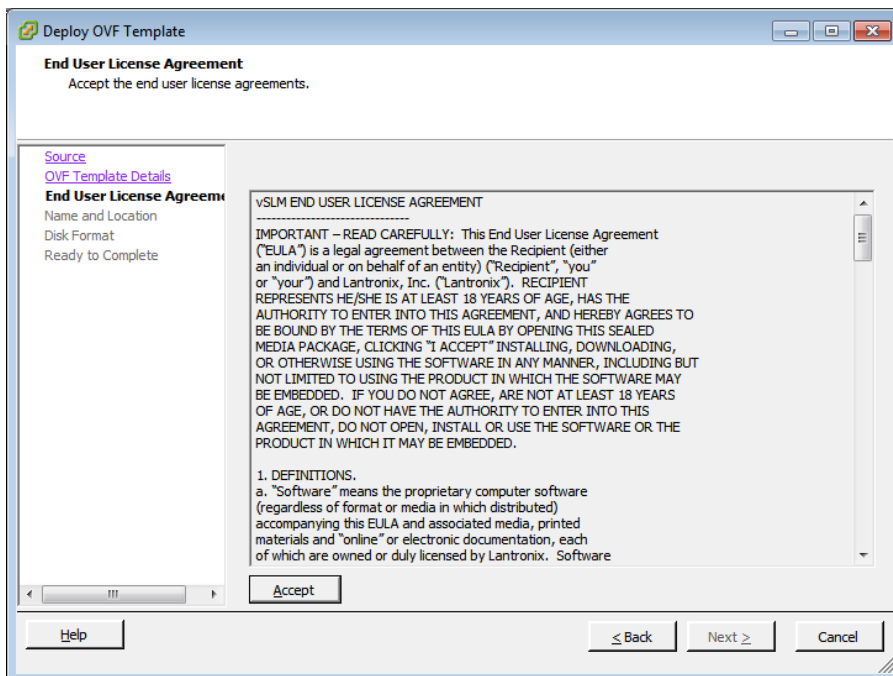 Deploy OVF Template
End User License Agreement
Accept the end user license agreements.
Source
OVF Template Details
End User License Agreeme
Name and Location
Disk Format
Ready to Complete
vSLM END USER LICENSE AGREEMENT
-------------------------------
IMPORTANT – READ CAREFULLY:  This End User License Agreement
("EULA") is a legal agreement between the Recipient (either
an individual or on behalf of an entity) ("Recipient", "you"
or "your") and Lantronix, Inc. ("Lantronix").  RECIPIENT
REPRESENTS HE/SHE IS AT LEAST 18 YEARS OF AGE, HAS THE
AUTHORITY TO ENTER INTO THIS AGREEMENT, AND HEREBY AGREES TO
BE BOUND BY THE TERMS OF THIS EULA BY OPENING THIS SEALED
MEDIA PACKAGE, CLICKING "I ACCEPT" INSTALLING, DOWNLOADING,
OR OTHERWISE USING THE SOFTWARE IN ANY MANNER, INCLUDING BUT
NOT LIMITED TO USING THE PRODUCT IN WHICH THE SOFTWARE MAY
BE EMBEDDED.  IF YOU DO NOT AGREE, ARE NOT AT LEAST 18 YEARS
OF AGE, OR DO NOT HAVE THE AUTHORITY TO ENTER INTO THIS
AGREEMENT, DO NOT OPEN, INSTALL OR USE THE SOFTWARE OR THE
PRODUCT IN WHICH IT MAY BE EMBEDDED.
1. DEFINITIONS.
a. "Software" means the proprietary computer software
(regardless of format or media in which distributed)
accompanying this EULA and associated media, printed
materials and "online" or electronic documentation, each
of which are owned or duly licensed by Lantronix.  Software
Accept
Help
< Back
Next >
Cancel